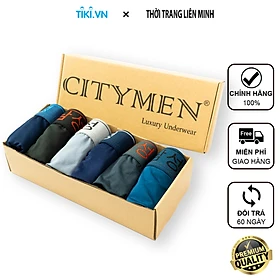 TIKI.VN × THỜI TRANG LIÊN MINH
CITYMEN®
Luxury Underwear
CHÍNH HÃNG
100%
Free
MIỄN PHÍ
GIAO HÀNG
ĐỔI TRẢ
60 NGÀY
PREMIUM
QUALITY